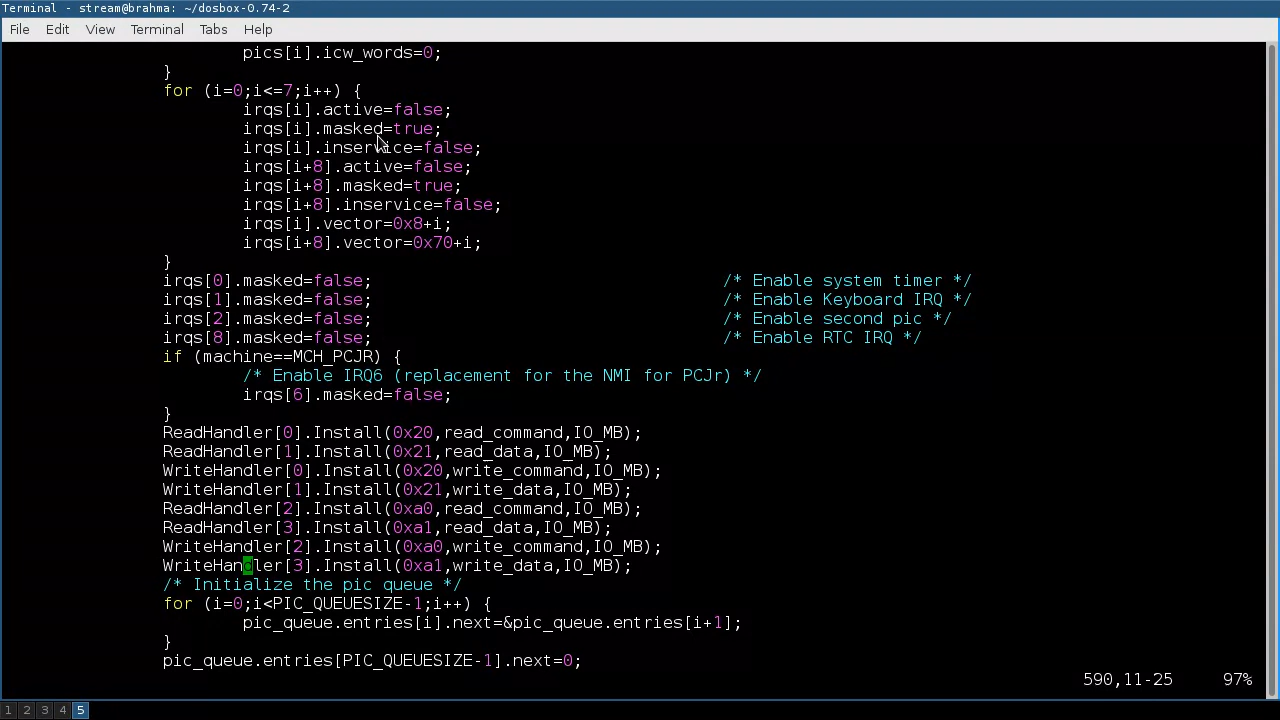 Terminal - stream@brahma: ~/dosbox-0.74-2
File Edit View Terminal Tabs Help
pics[i].icw_words=0;
}
for (i=0;i<=7;i++) {
irqs[i].active=false;
irqs[i].masked=true;
irqs[i].inservice=false;
irqs[i+8].active=false;
irqs[i+8].masked=true;
irqs[i+8].inservice=false;
irqs[i].vector=0x8+i;
irqs[i+8].vector=0x70+i;
}
irqs[0].masked=false; /* Enable system timer */
irqs[1].masked=false; /* Enable Keyboard IRQ */
irqs[2].masked=false; /* Enable second pic */
irqs[8].masked=false; /* Enable RTC IRQ */
if (machine==MCH_PCJR) {
/* Enable IRQ6 (replacement for the NMI for PCJr) */
irqs[6].masked=false;
}
ReadHandler[0].Install(0x20,read_command,IO_MB);
ReadHandler[1].Install(0x21,read_data,IO_MB);
WriteHandler[0].Install(0x20,write_command,IO_MB);
WriteHandler[1].Install(0x21,write_data,IO_MB);
ReadHandler[2].Install(0xa0,read_command,IO_MB);
ReadHandler[3].Install(0xa1,read_data,IO_MB);
WriteHandler[2].Install(0xa0,write_command,IO_MB);
WriteHandler[3].Install(0xa1,write_data,IO_MB);
/* Initialize the pic queue */
for (i=0;i<PIC_QUEUESIZE-1;i++) {
pic_queue.entries[i].next=&pic_queue.entries[i+1];
}
pic_queue.entries[PIC_QUEUESIZE-1].next=0;
590,11-25 97%
1 2 3 4 5